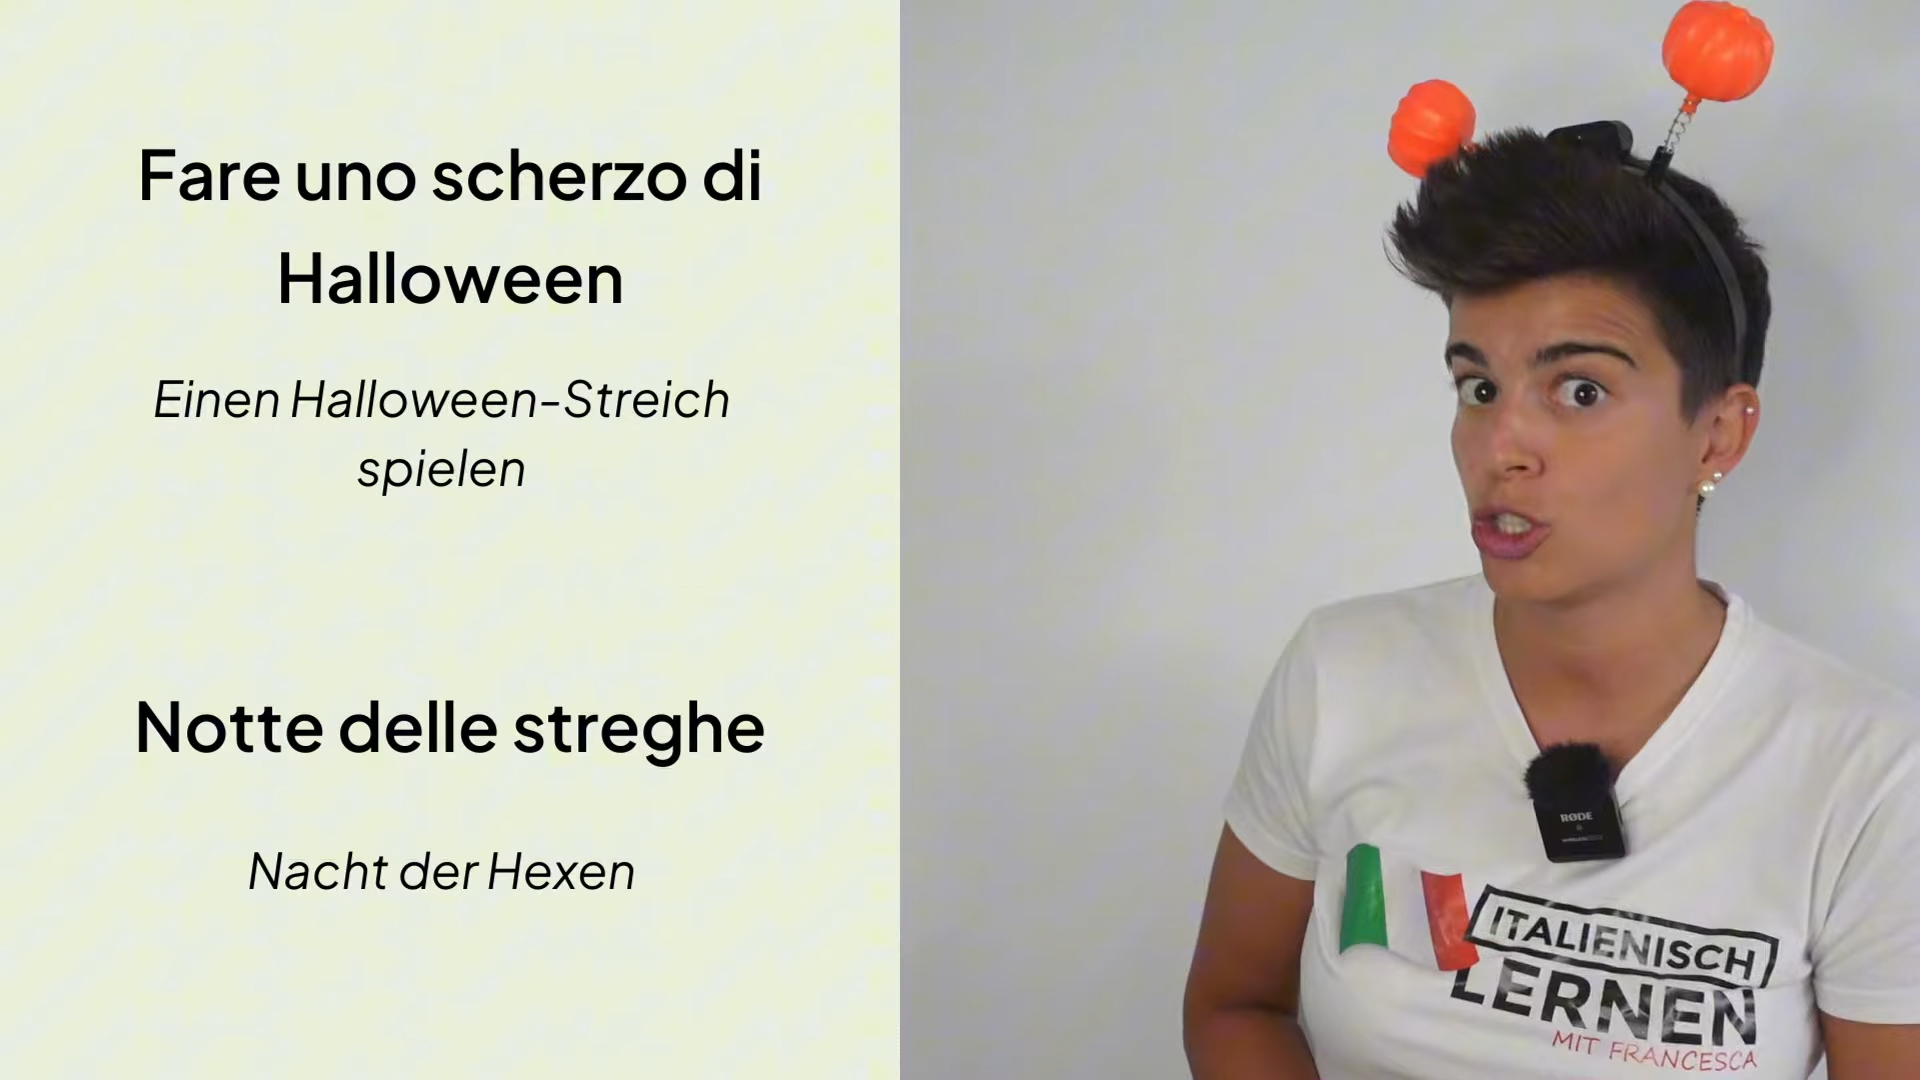 Fare uno scherzo di
Halloween
Einen Halloween-Streich
spielen
Notte delle streghe
Nacht der Hexen
RØDE
ITALIENISCH
LERNEN
MIT FRANCESCA